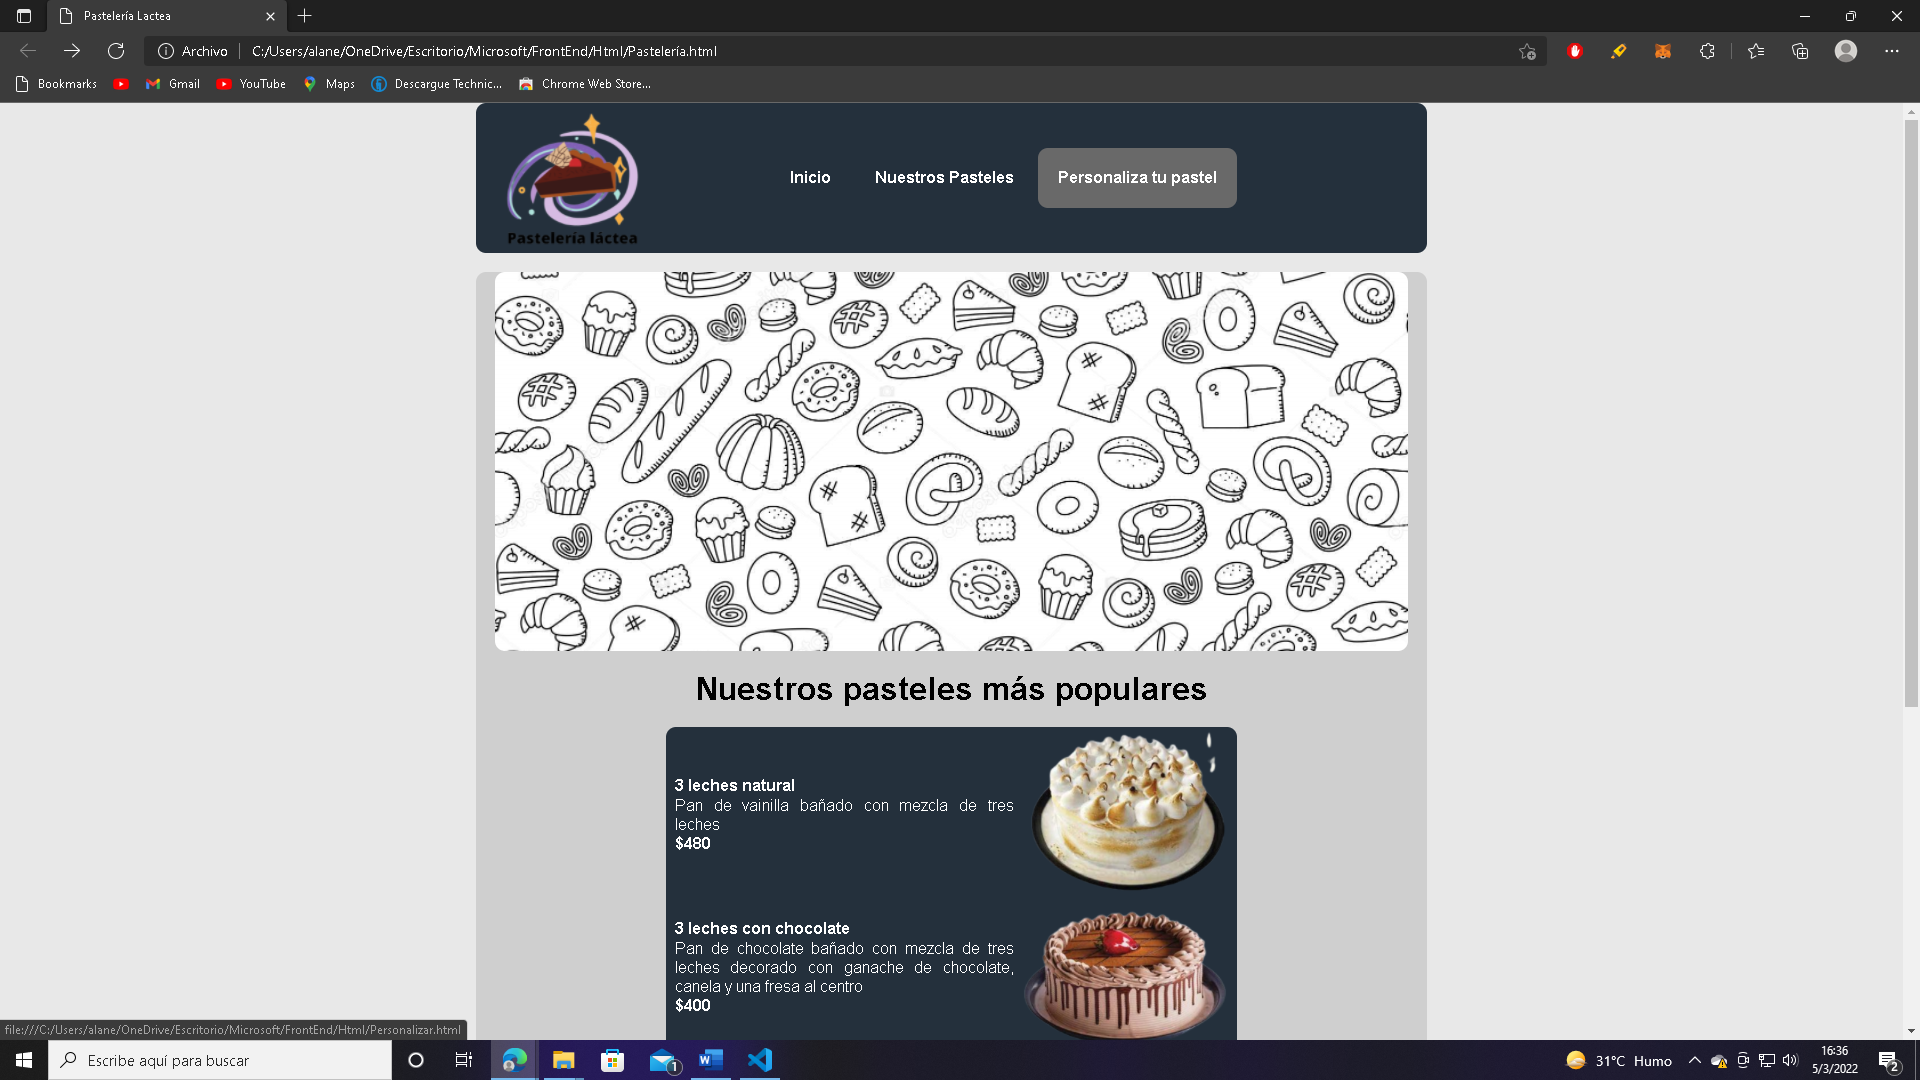 Pastelería Lactea
Archivo
C:/Users/alane/OneDrive/Escritorio/Microsoft/FrontEnd/Html/Pastelería.html
Bookmarks Gmail YouTube Maps Descargue Technic... Chrome Web Store...
Pastelería láctea
Inicio Nuestros Pasteles Personaliza tu pastel
Nuestros pasteles más populares
3 leches natural
Pan de vainilla bañado con mezcla de tres
leches
$480
3 leches con chocolate
Pan de chocolate bañado con mezcla de tres
leches decorado con ganache de chocolate,
canela y una fresa al centro
$400
file:///C:/Users/alane/OneDrive/Escritorio/Microsoft/FrontEnd/Html/Personalizar.html
Escribe aquí para buscar
1
31°C Humo
16:36
5/3/2022
2